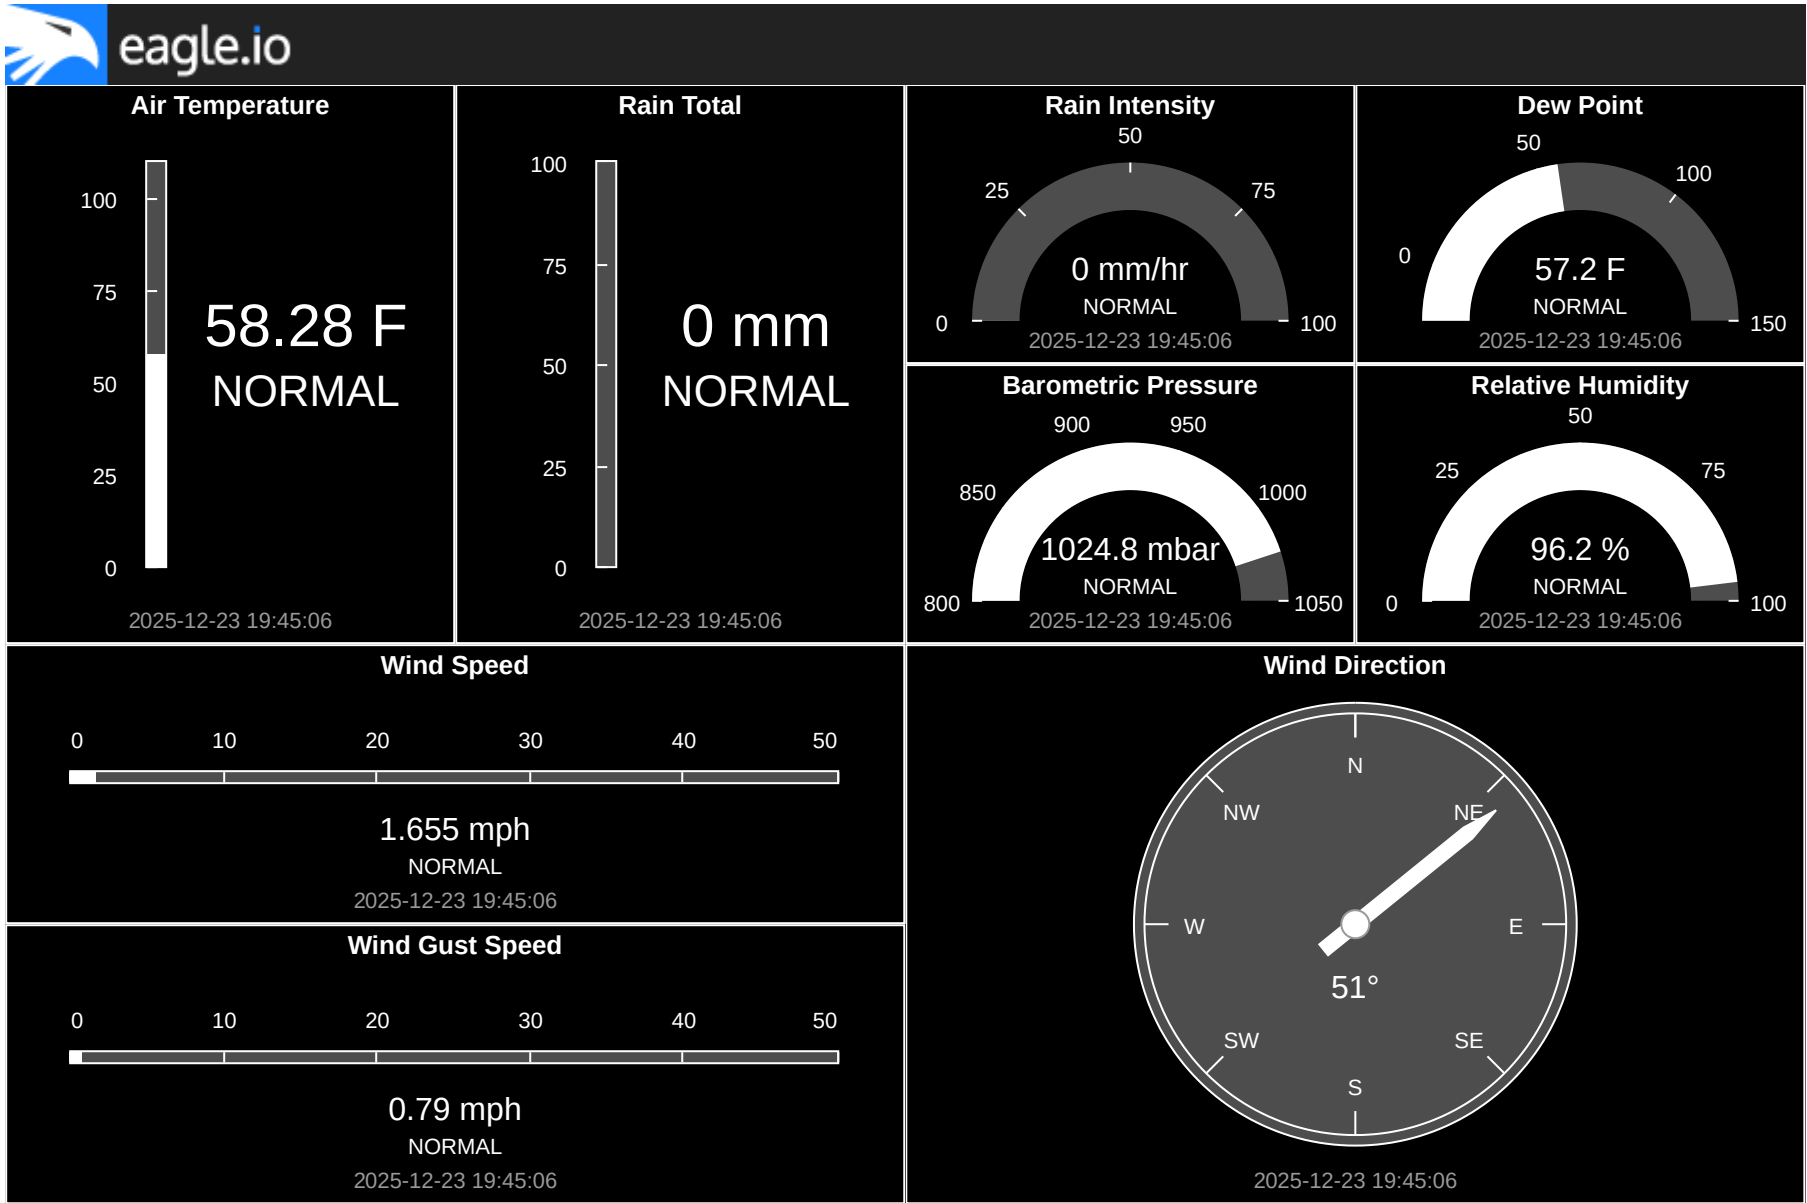 eagle.io
Air Temperature
100
75
50
25
0
58.28 F
NORMAL
2025-12-23 19:45:06
Rain Total
100
75
50
25
0
0 mm
NORMAL
2025-12-23 19:45:06
Rain Intensity
50
25
75
0
100
0 mm/hr
NORMAL
2025-12-23 19:45:06
Dew Point
50
100
0
150
57.2 F
NORMAL
2025-12-23 19:45:06
Barometric Pressure
900
950
850
1000
800
1050
1024.8 mbar
NORMAL
2025-12-23 19:45:06
Relative Humidity
50
25
75
0
100
96.2 %
NORMAL
2025-12-23 19:45:06
Wind Speed
0 10 20 30 40 50
1.655 mph
NORMAL
2025-12-23 19:45:06
Wind Gust Speed
0 10 20 30 40 50
0.79 mph
NORMAL
2025-12-23 19:45:06
Wind Direction
N
NW
NE
W
E
51°
SW
SE
S
2025-12-23 19:45:06